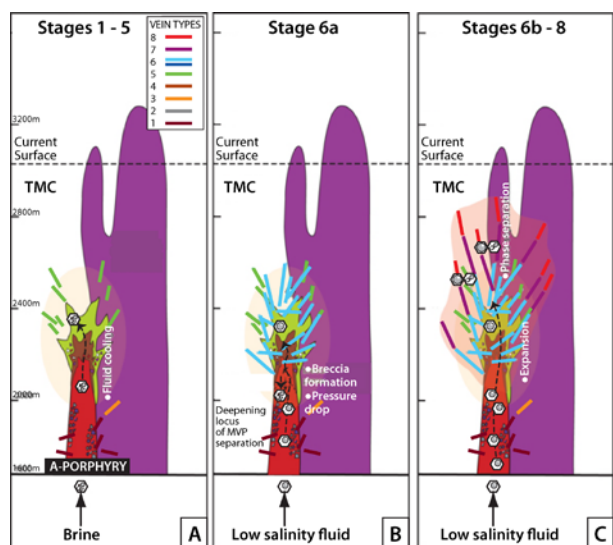 Stages 1 - 5
VEIN TYPES
8
7
6
5
4
3
2
1
3200m
Current
Surface
TMC
2800m
2400m
2000m
1600m
Fluid cooling
A-PORPHYRY
Brine
A
Stage 6a
Current
Surface
TMC
Breccia
formation
Pressure
drop
Deepening
locus
of MVP
separation
Low salinity fluid
B
Stages 6b - 8
Current
Surface
TMC
Phase separation
Expansion
Low salinity fluid
C